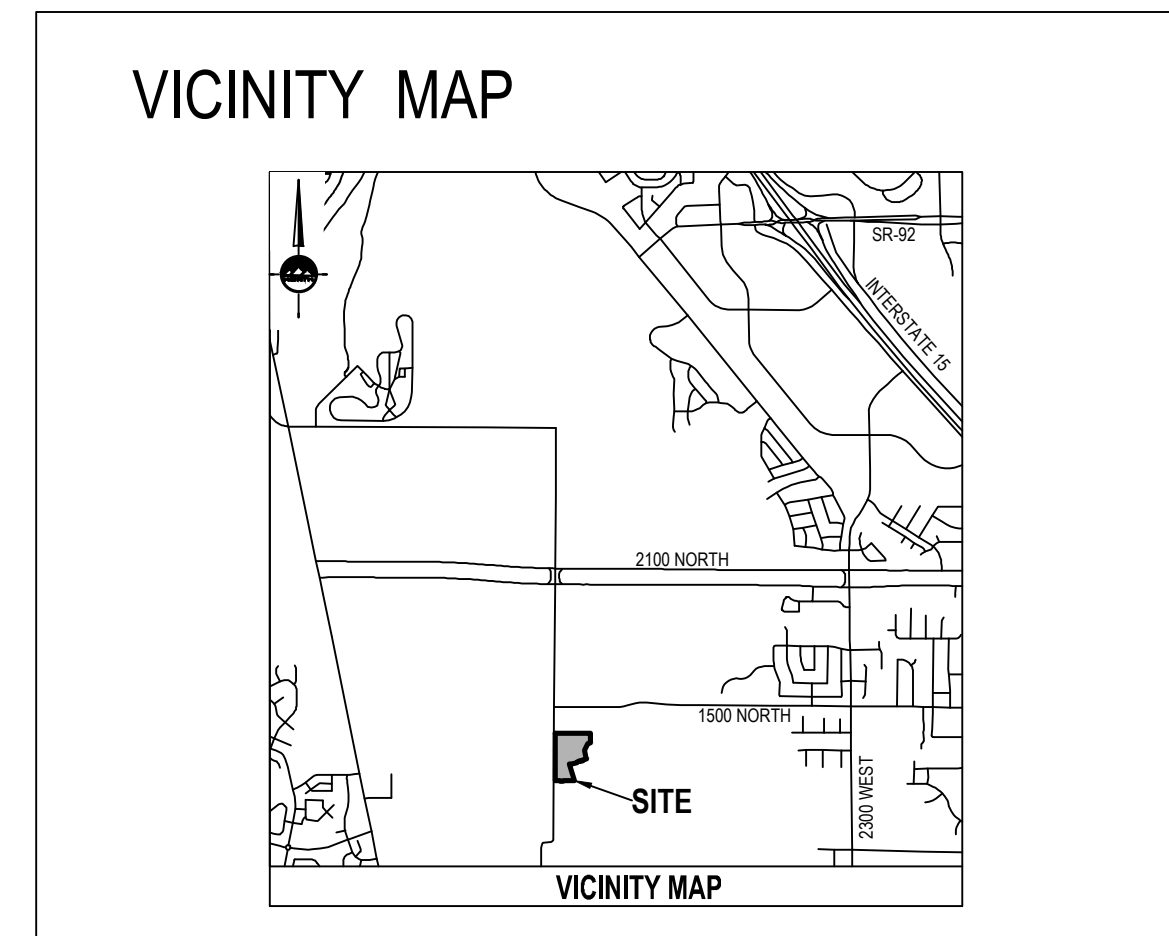 VICINITY MAP
SR-92
INTERSTATE 15
2100 NORTH
1500 NORTH
2300 WEST
SITE
VICINITY MAP